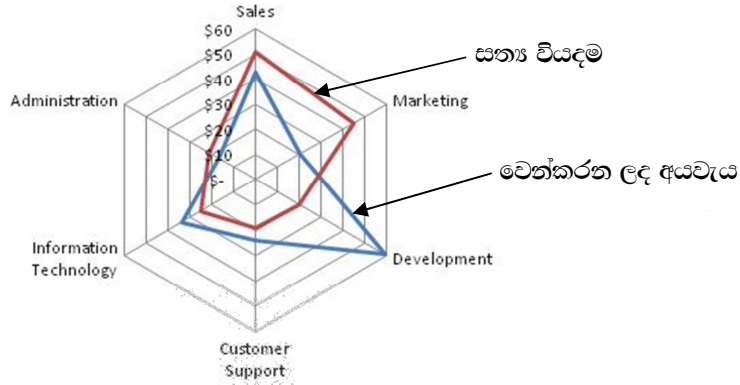 Sales
$60
$50
$40
$30
$20
$10
$-
සත්‍ය වියදම
Administration
Marketing
වෙන්කරන ලද අයවැය
Information
Technology
Development
Customer
Support